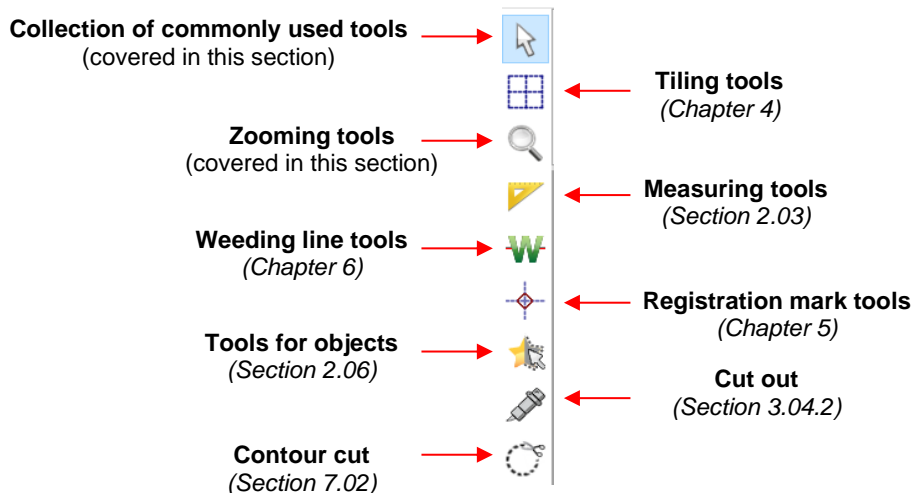 Collection of commonly used tools
(covered in this section)
Tiling tools
(Chapter 4)
Zooming tools
(covered in this section)
Measuring tools
(Section 2.03)
Weeding line tools
(Chapter 6)
W
Registration mark tools
(Chapter 5)
Tools for objects
(Section 2.06)
Cut out
(Section 3.04.2)
Contour cut
(Section 7.02)